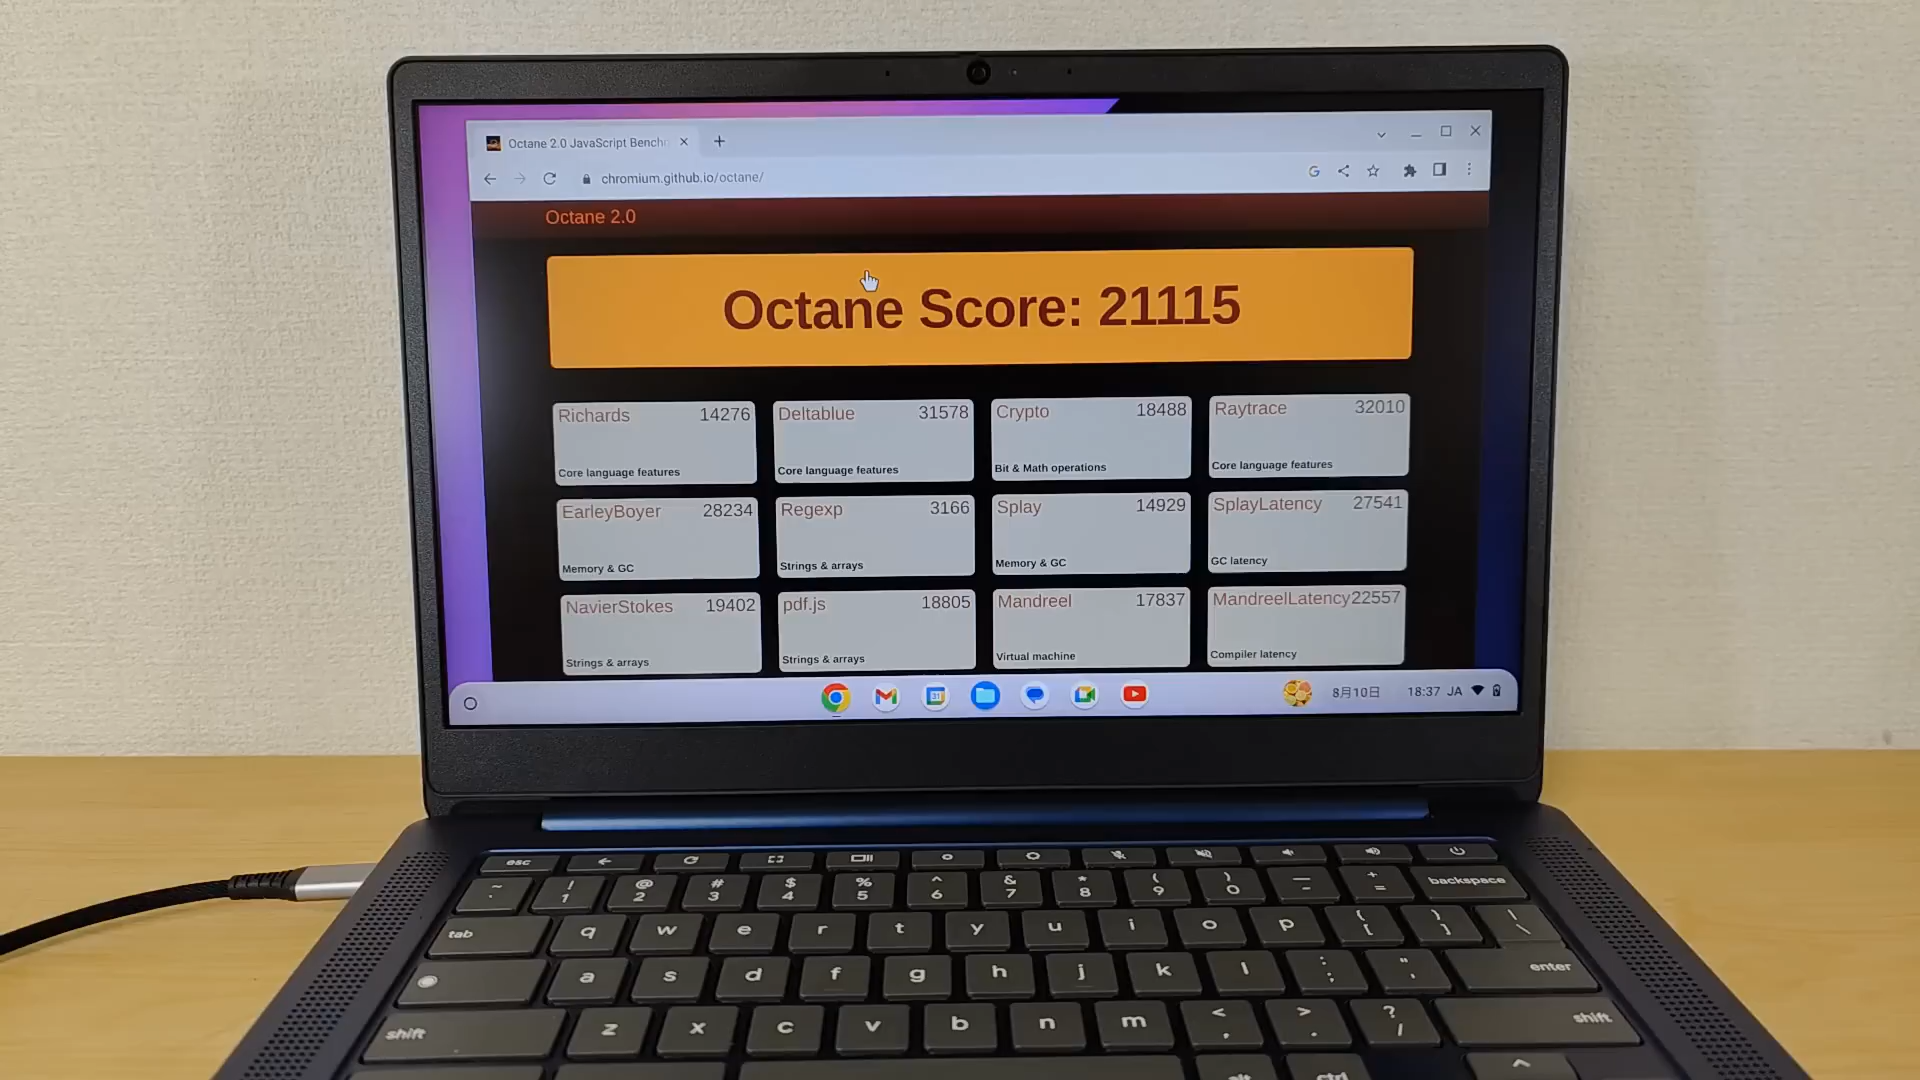 Octane 2.0 JavaScript Bench
chromium.github.io/octane/
Octane 2.0
Octane Score: 21115
Richards 14276
Core language features
Deltablue 31578
Core language features
Crypto 18488
Bit & Math operations
Raytrace 32010
Core language features
EarleyBoyer 28234
Memory & GC
Regexp 3166
Strings & arrays
Splay 14929
Memory & GC
SplayLatency 27541
GC latency
NavierStokes 19402
Strings & arrays
pdf.js 18805
Strings & arrays
Mandreel 17837
Virtual machine
MandreelLatency 22557
Compiler latency
31
8月10日 18:37 JA
esc
~ ! @ # $ % ^ & * ( ) — +
` 1 2 3 4 5 6 7 8 9 0 - = backspace
tab q w e r t y u i o p { [ } ] | \
a s d f g h j k l : ; " ' enter
shift z x c v b n m < , > . ? / shift
alt ctrl